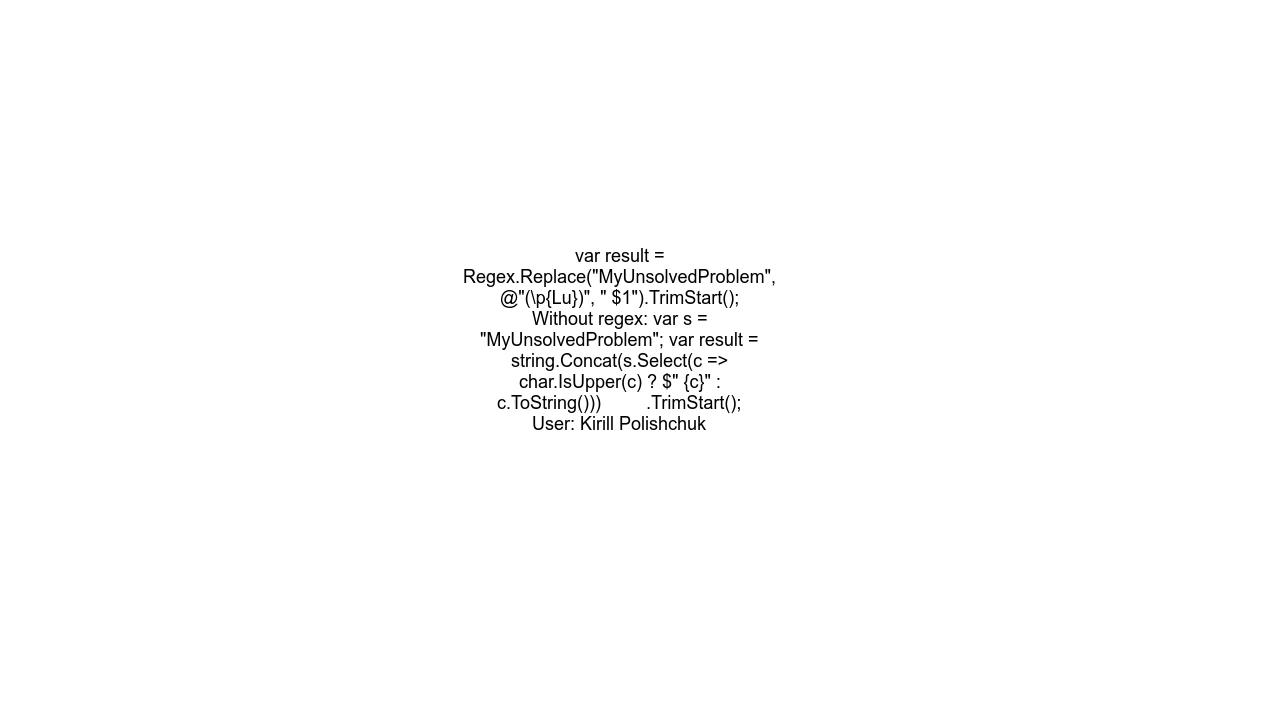 var result =
Regex.Replace("MyUnsolvedProblem",
@"(\p{Lu})", " $1").TrimStart();
Without regex: var s =
"MyUnsolvedProblem"; var result =
string.Concat(s.Select(c =>
char.IsUpper(c) ? $" {c}" :
c.ToString()))         .TrimStart();
User: Kirill Polishchuk